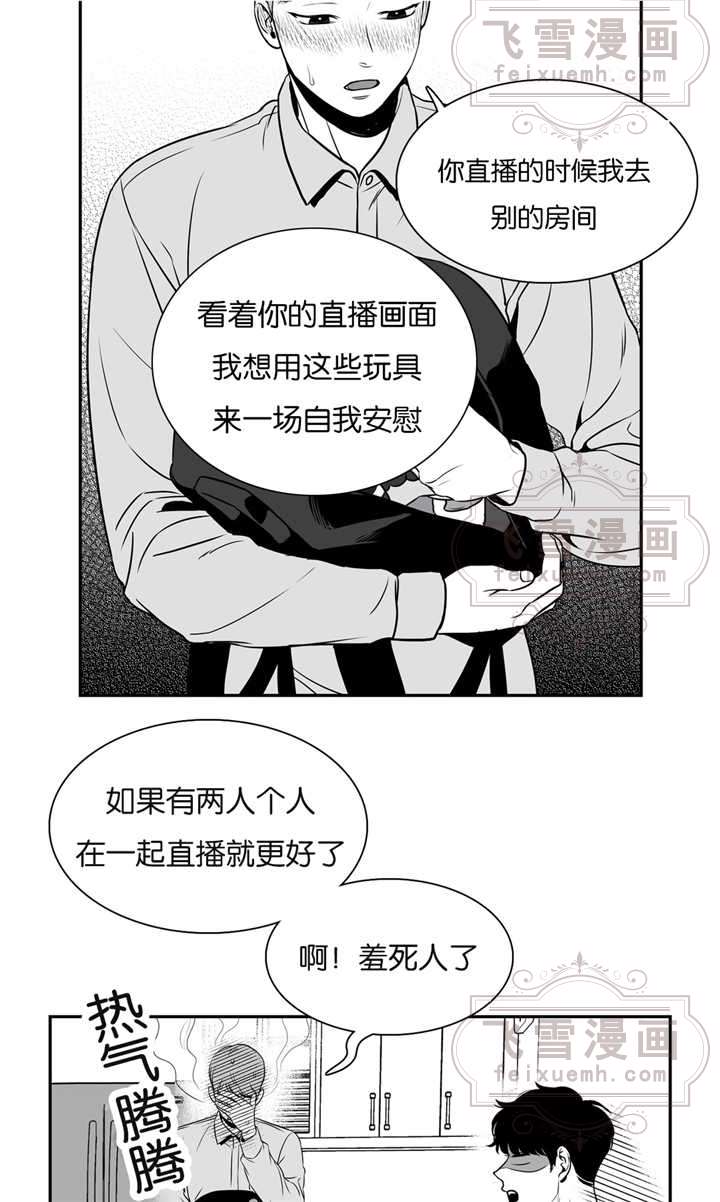 飞雪漫画
feixuemh.com
你直播的时候我去
别的房间
看着你的直播画面
我想用这些玩具
来一场自我安慰
飞雪漫画
feixuemh.com
如果有两人个人
在一起直播就更好了
啊！羞死人了
热气腾腾
飞雪漫画
feixuemh.com